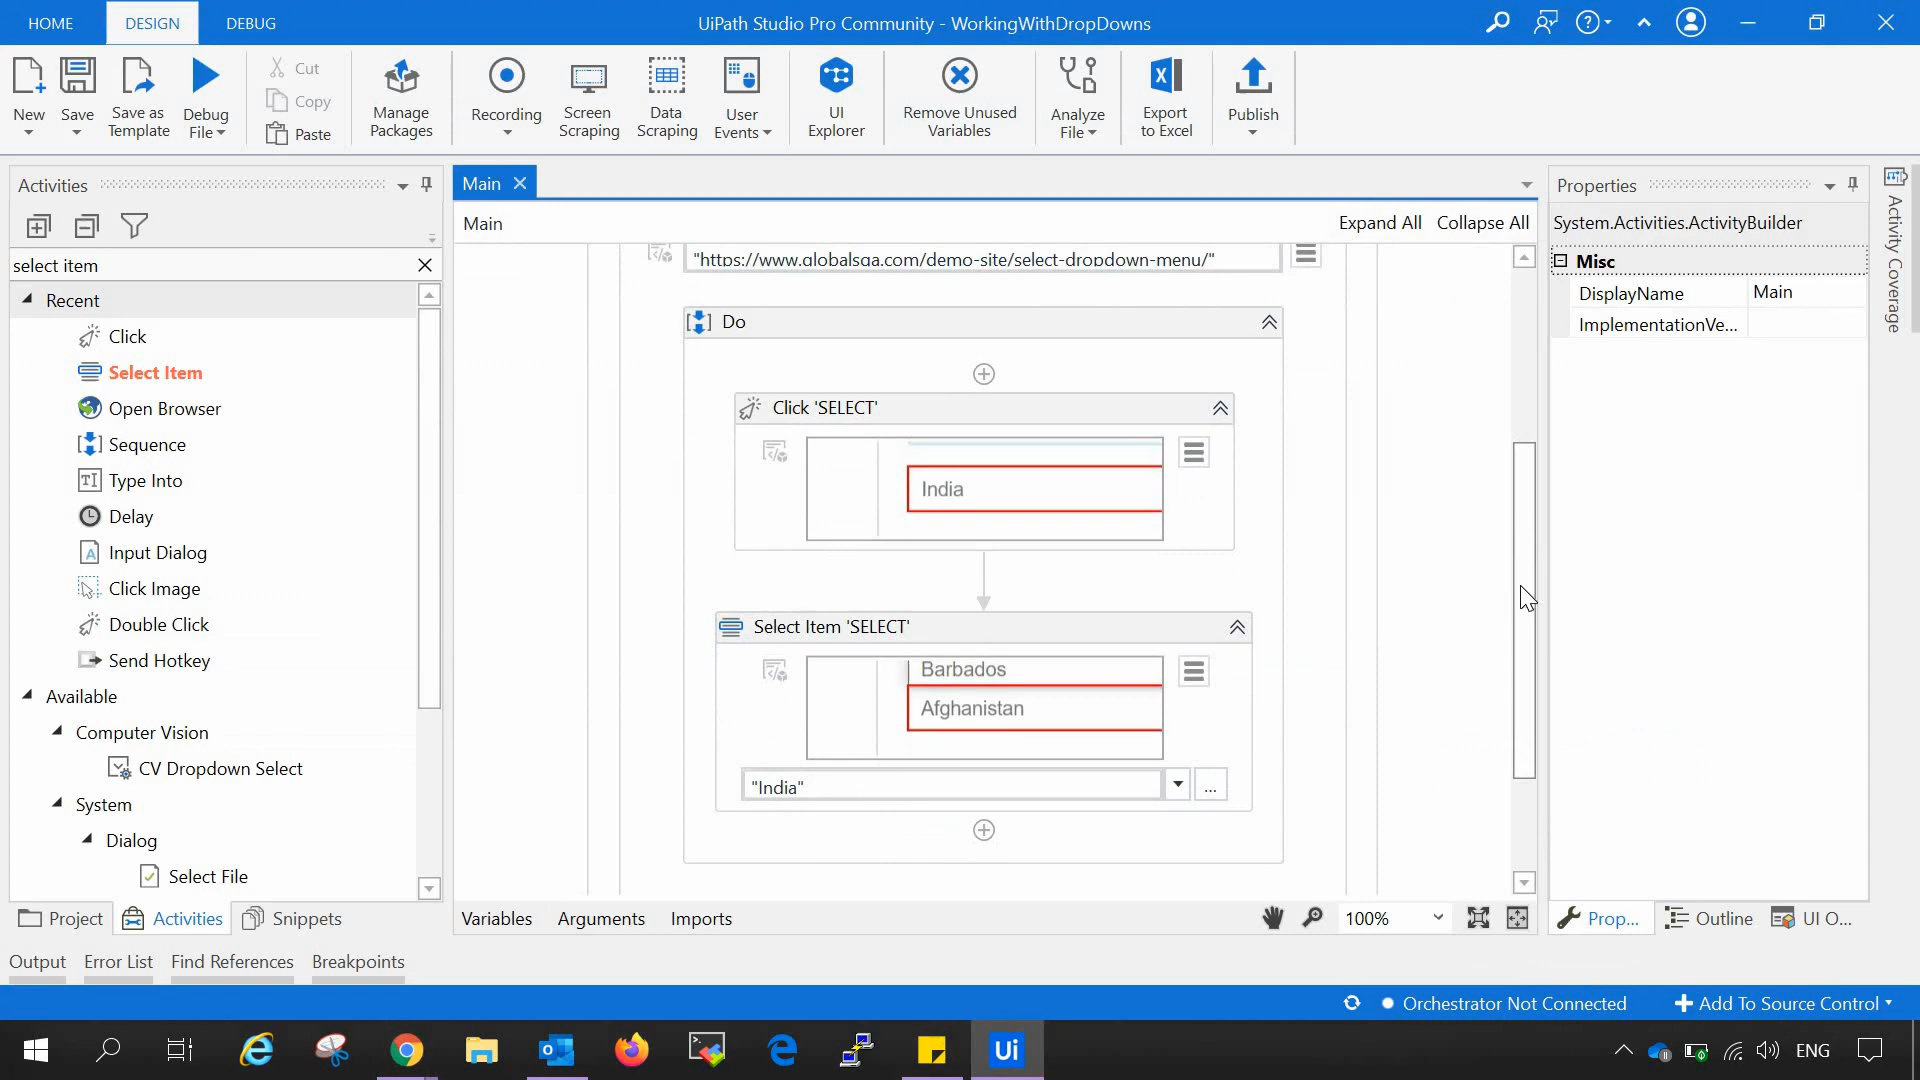 HOME DESIGN DEBUG UiPath Studio Pro Community - WorkingWithDropDowns
New Save Save as Template Debug File Cut Copy Paste Manage Packages Recording Screen Scraping Data Scraping User Events UI Explorer Remove Unused Variables Analyze File Export to Excel Publish
Activities
select item
Recent
Click
Select Item
Open Browser
Sequence
Type Into
Delay
Input Dialog
Click Image
Double Click
Send Hotkey
Available
Computer Vision
CV Dropdown Select
System
Dialog
Select File
Project Activities Snippets
Main
Main Expand All Collapse All
"https://www.globalsqa.com/demo-site/select-dropdown-menu/"
Do
Click 'SELECT'
India
Select Item 'SELECT'
Barbados
Afghanistan
"India"
...
Variables Arguments Imports 100%
Properties
System.Activities.ActivityBuilder
Misc
DisplayName Main
ImplementationVe...
Prop... Outline UI O...
Activity Coverage
Output Error List Find References Breakpoints
Orchestrator Not Connected Add To Source Control
Ui ENG